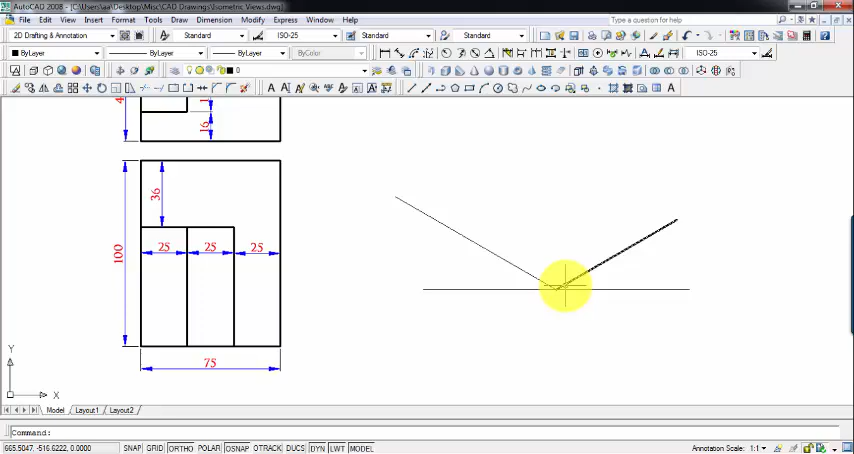 AutoCAD 2008 - [C:\Users\aa\Desktop\Misc\CAD Drawings\Isometric Views.dwg]
File Edit View Insert Format Tools Draw Dimension Modify Express Window Help
Type a question for help
2D Drafting & Annotation Standard ISO-25 Standard Standard
ByLayer ByLayer ByLayer ByColor ISO-25
0
16
36
100
25 25 25
75
Y
X
Model Layout1 Layout2
Command:
665.5047, -516.6222, 0.0000 SNAP GRID ORTHO POLAR OSNAP OTRACK DUCS DYN LWT MODEL Annotation Scale: 1:1